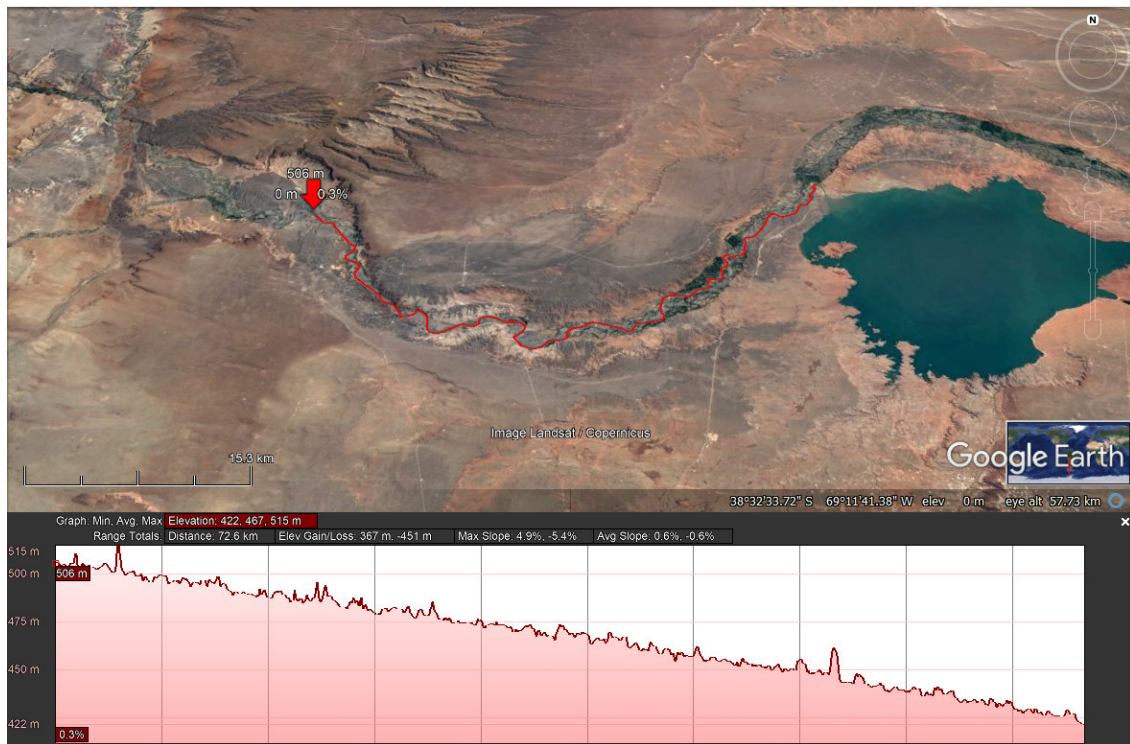 N
506 m
0 m 0.3%
Image Landsat / Copernicus
15.3 km
Google Earth
38°32'33.72" S 69°11'41.38" W elev 0 m eye alt 57.73 km
Graph: Min, Avg, Max Elevation: 422, 467, 515 m
Range Totals: Distance: 72.6 km Elev Gain/Loss: 367 m, -451 m Max Slope: 4.9%, -5.4% Avg Slope: 0.6%, -0.6%
515 m
500 m
506 m
475 m
450 m
422 m
0.3%